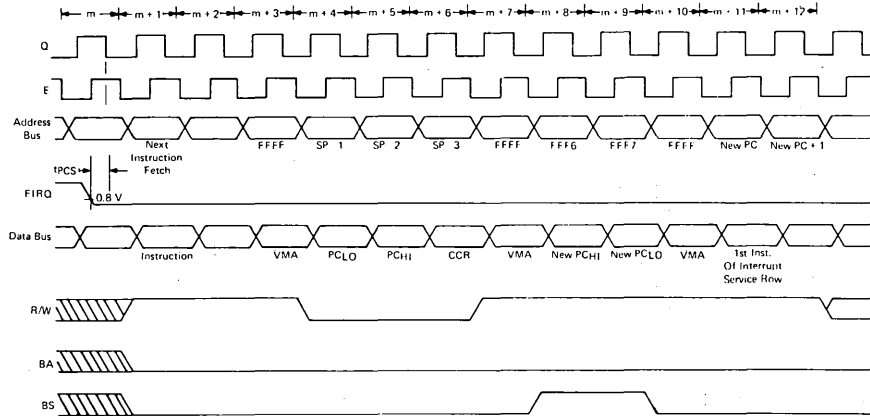 m m + 1 m + 2 m + 3 m + 4 m + 5 m + 6 m + 7 m + 8 m + 9 m + 10 m + 11 m + 12
Q
E
Address
Bus
Next
Instruction
Fetch
FFFF SP 1 SP 2 SP 3 FFFF FFF6 FFF7 FFFF New PC New PC + 1
tPCS
FIRQ
0.8 V
Data Bus
Instruction VMA PCLO PCHI CCR VMA New PCHI New PCLO VMA 1st Inst.
Of Interrupt
Service Row
R/W
BA
BS